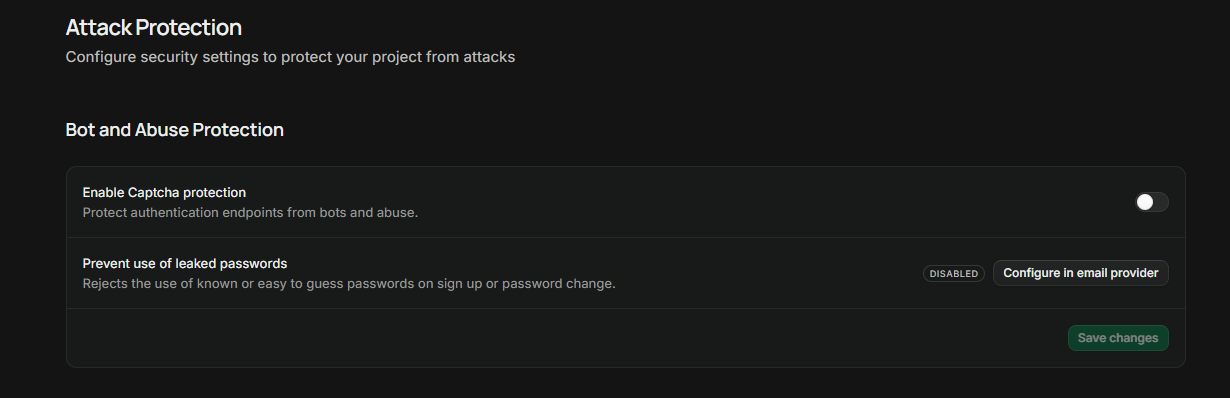 Attack Protection
Configure security settings to protect your project from attacks
Bot and Abuse Protection
Enable Captcha protection
Protect authentication endpoints from bots and abuse.
Prevent use of leaked passwords
DISABLED Configure in email provider
Rejects the use of known or easy to guess passwords on sign up or password change.
Save changes